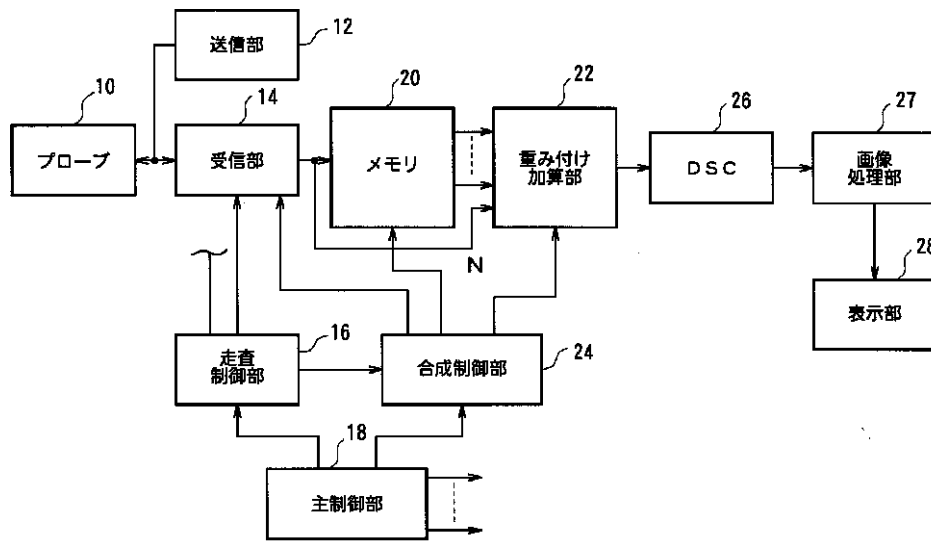 12
送信部
10
プローブ
14
受信部
20
メモリ
22
重み付け
加算部
26
DSC
27
画像
処理部
N
28
表示部
16
走査
制御部
24
合成制御部
18
主制御部